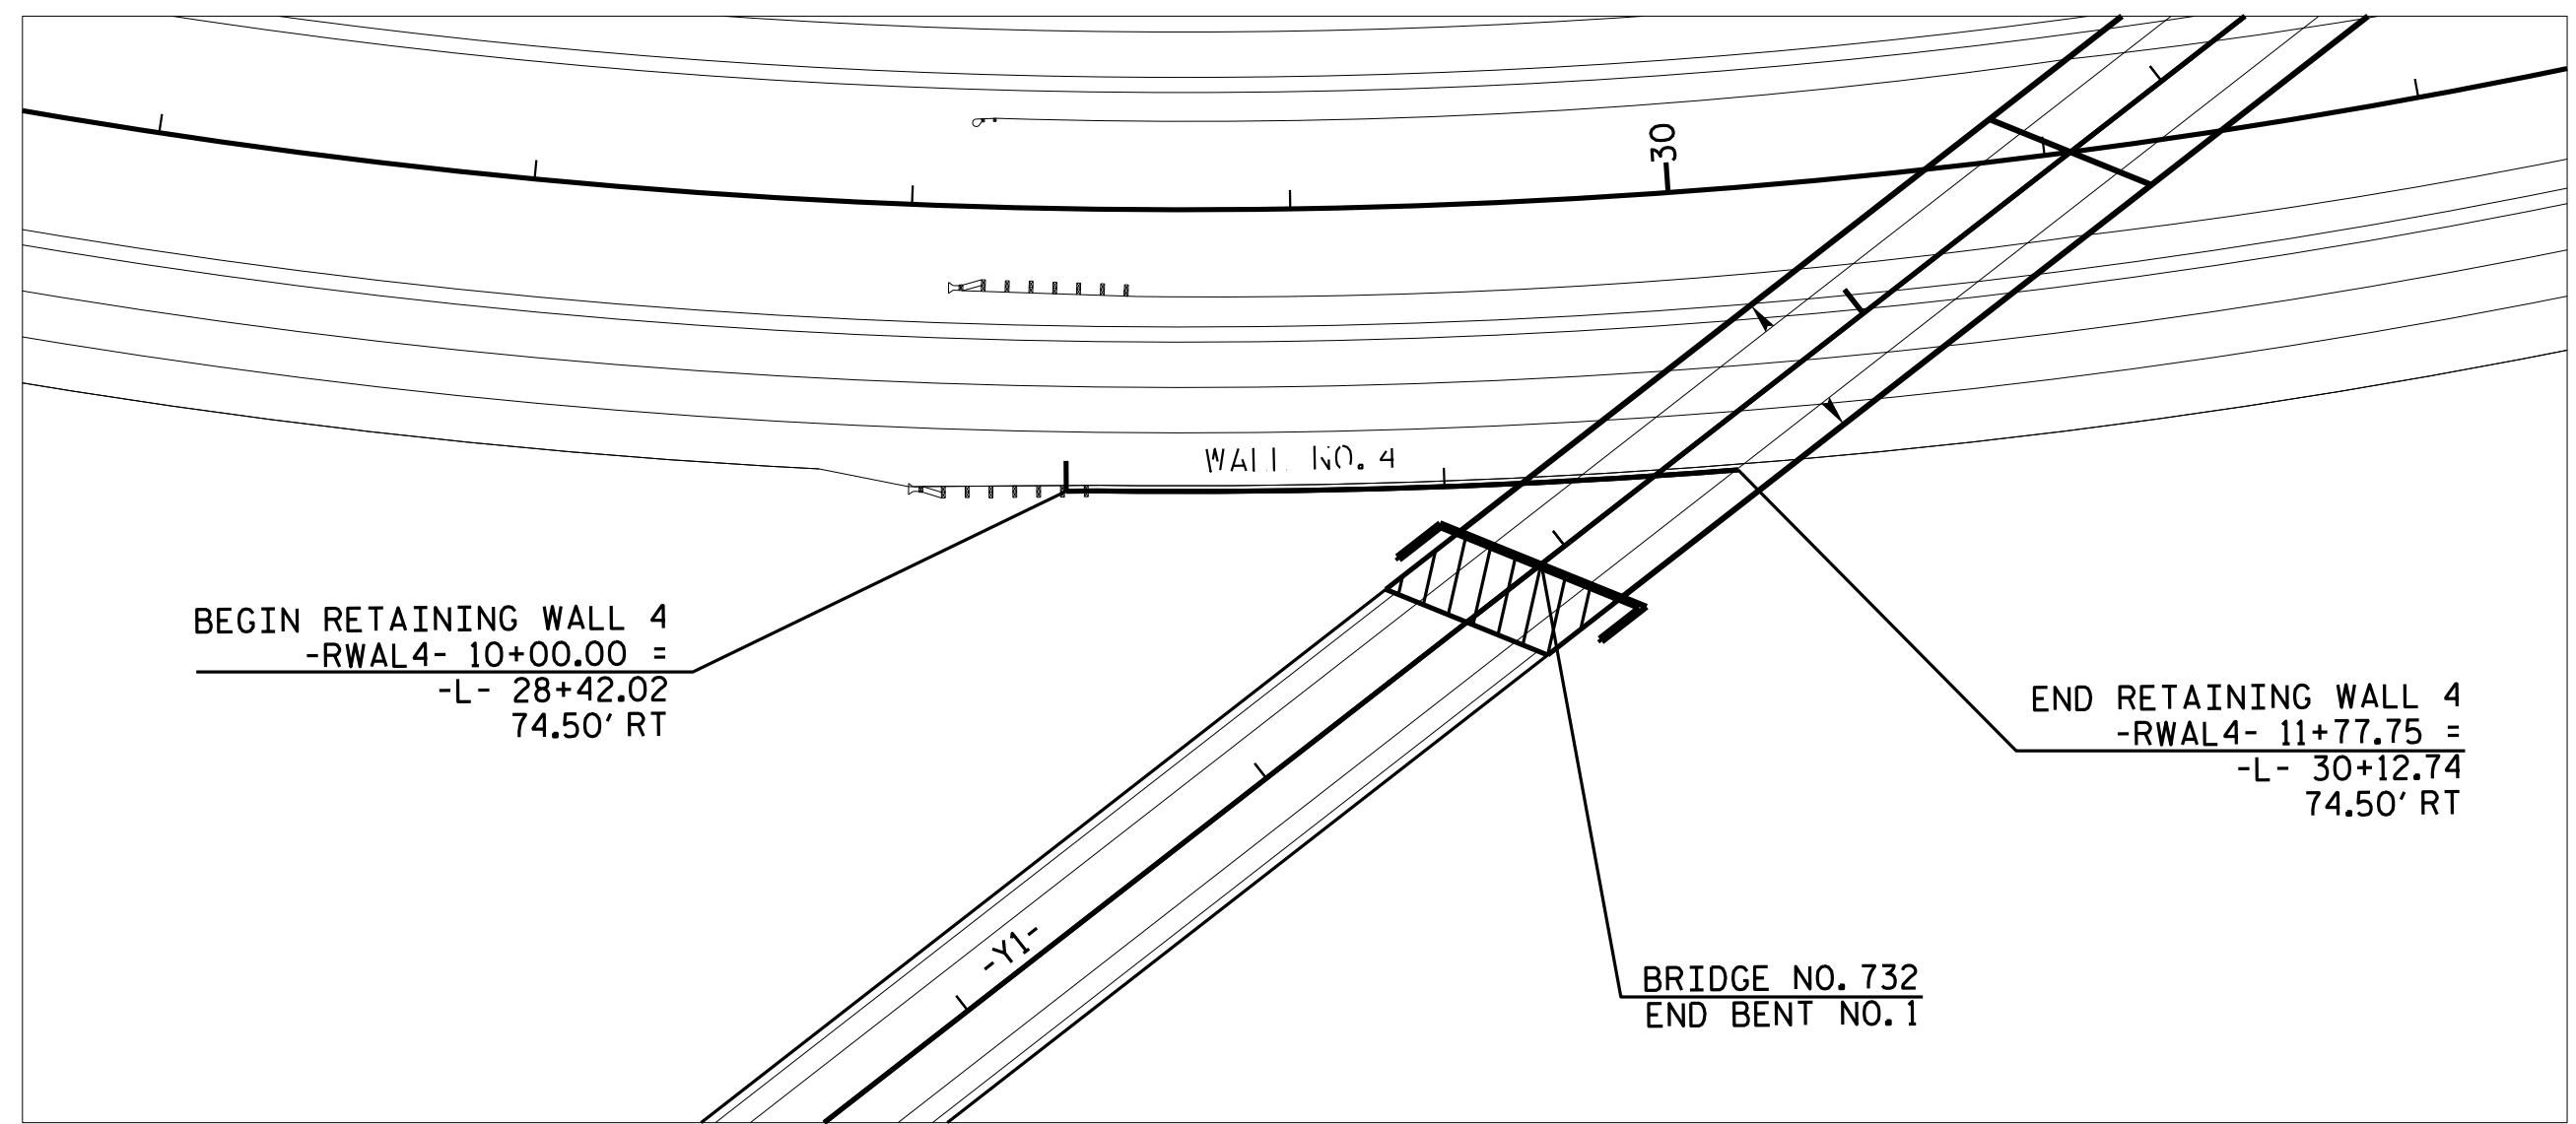 30
WALL NO. 4
BEGIN RETAINING WALL 4
-RWAL4- 10+00.00 =
-L- 28+42.02
74.50' RT
END RETAINING WALL 4
-RWAL4- 11+77.75 =
-L- 30+12.74
74.50' RT
-Y1-
BRIDGE NO. 732
END BENT NO. 1